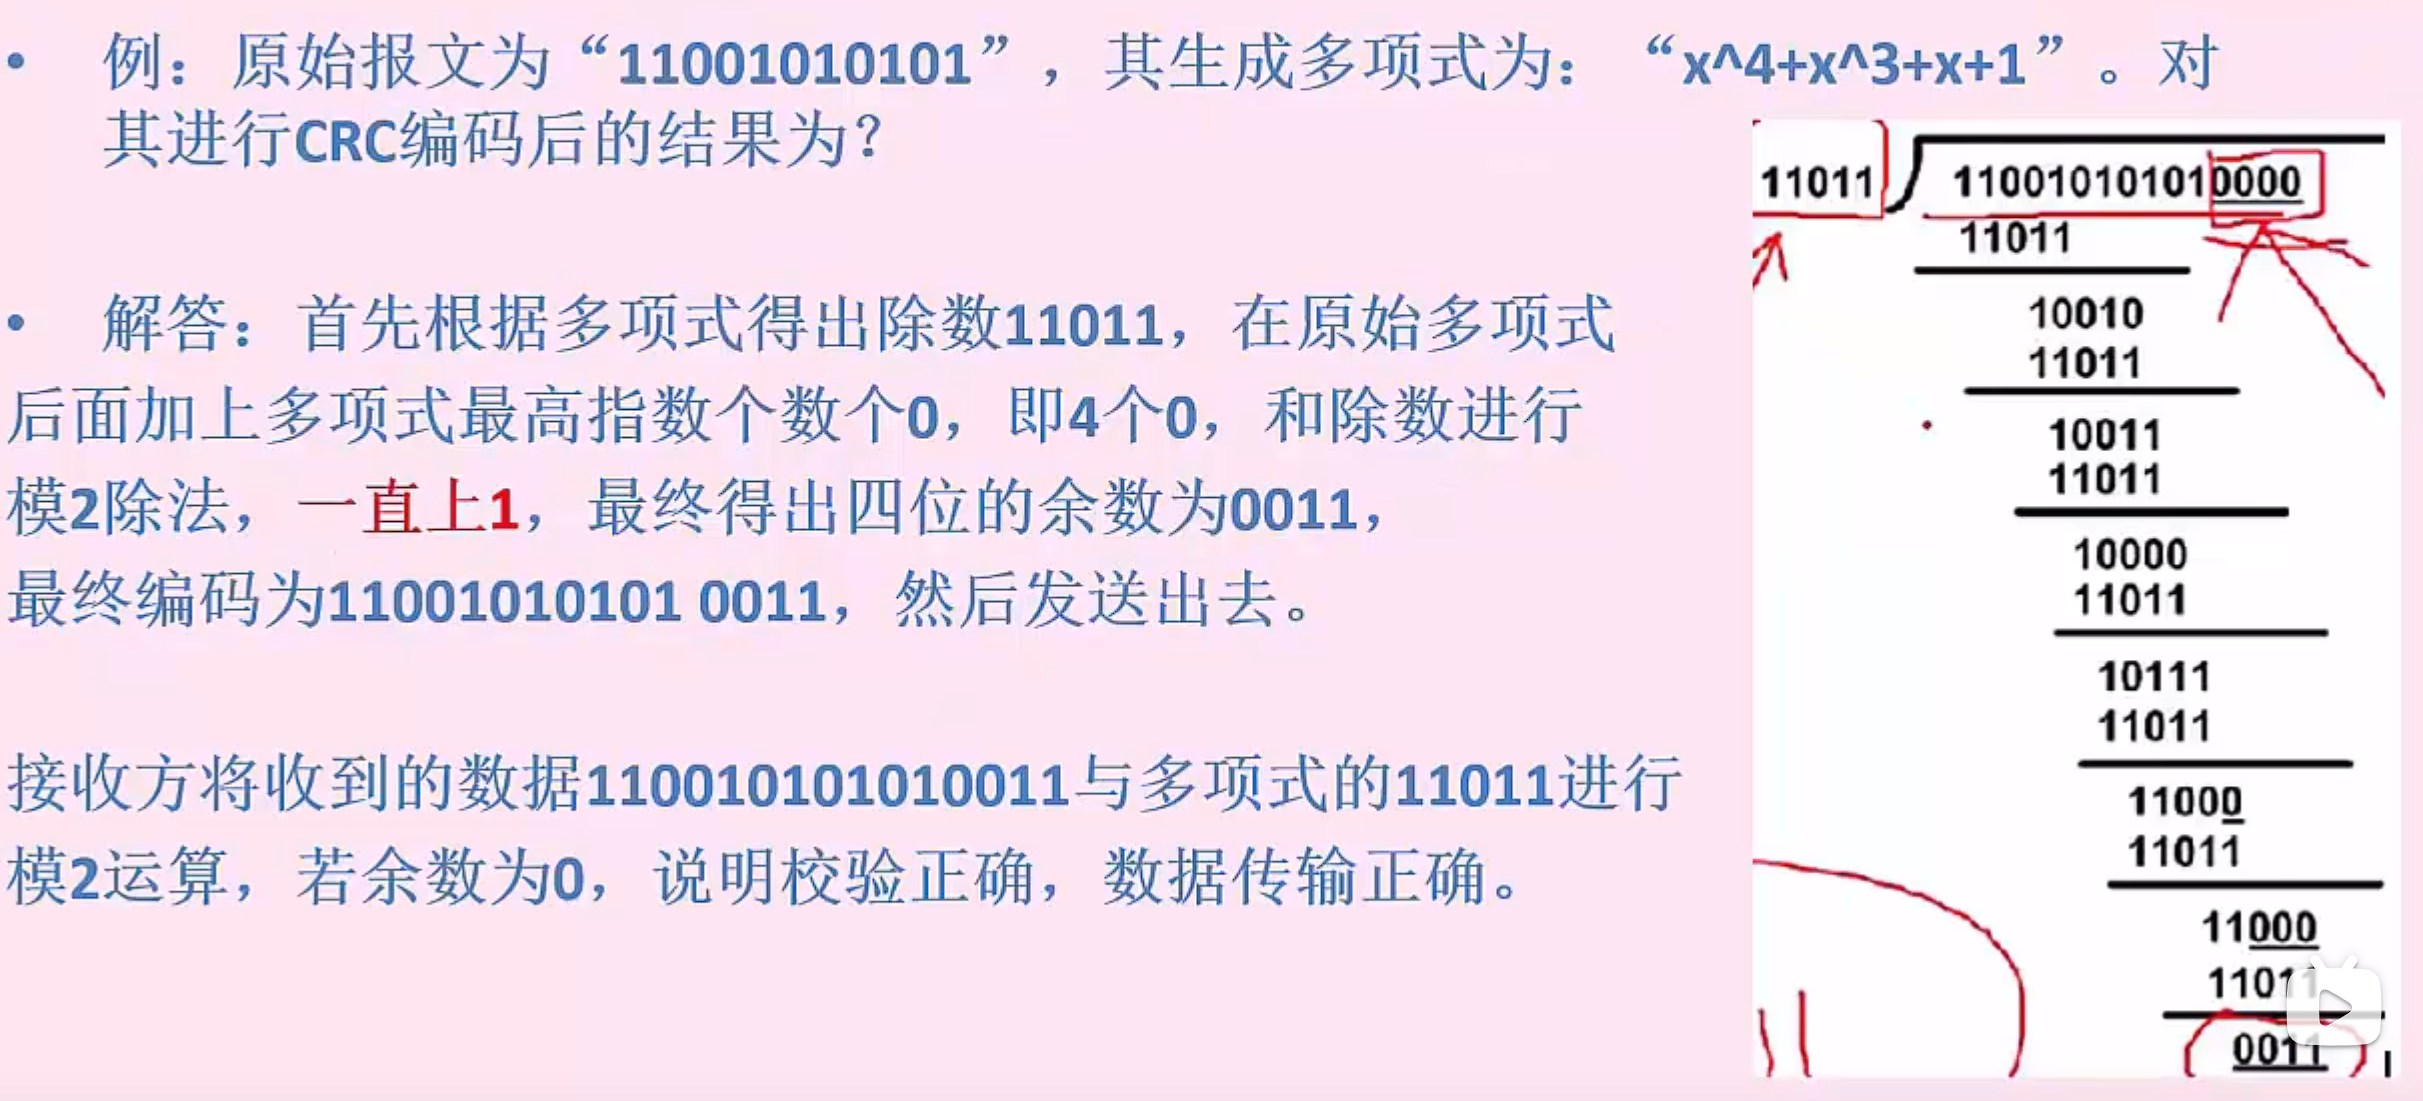 • 例：原始报文为“11001010101”，其生成多项式为：“x^4+x^3+x+1”。对
其进行CRC编码后的结果为？
• 解答：首先根据多项式得出除数11011，在原始多项式
后面加上多项式最高指数个数个0，即4个0，和除数进行
模2除法，一直上1，最终得出四位的余数为0011，
最终编码为11001010101 0011，然后发送出去。
接收方将收到的数据110010101010011与多项式的11011进行
模2运算，若余数为0，说明校验正确，数据传输正确。
11011 110010101010000
11011
10010
11011
10011
11011
10000
11011
10111
11011
11000
11011
11000
11011
0011